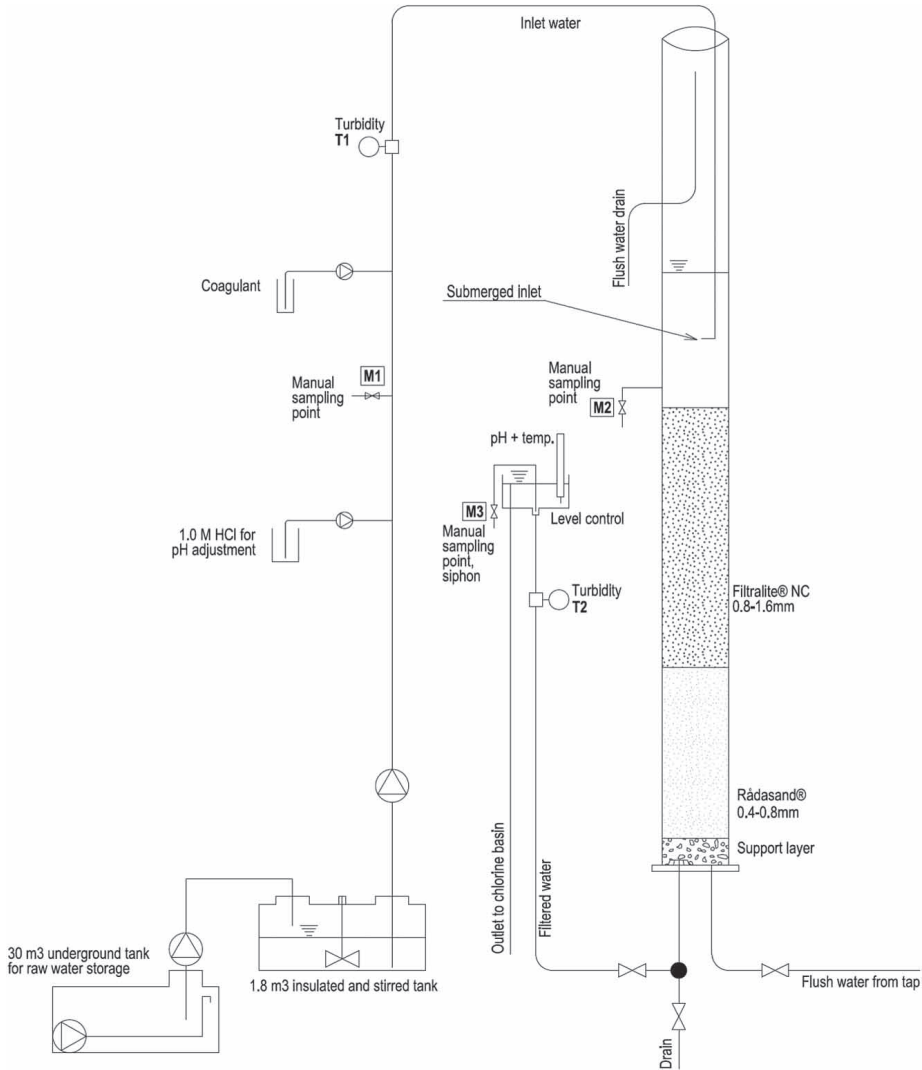 Inlet water
Turbidity
T1
Flush water drain
Coagulant
Submerged inlet
Manual
sampling
point
M1
Manual
sampling
point
M2
pH + temp.
1.0 M HCl for
pH adjustment
M3
Level control
Manual
sampling
point,
siphon
Turbidity
T2
Filtralite® NC
0.8-1.6mm
Rådasand®
0.4-0.8mm
Support layer
Outlet to chlorine basin
Filtered water
30 m3 underground tank
for raw water storage
1.8 m3 insulated and stirred tank
Flush water from tap
Drain